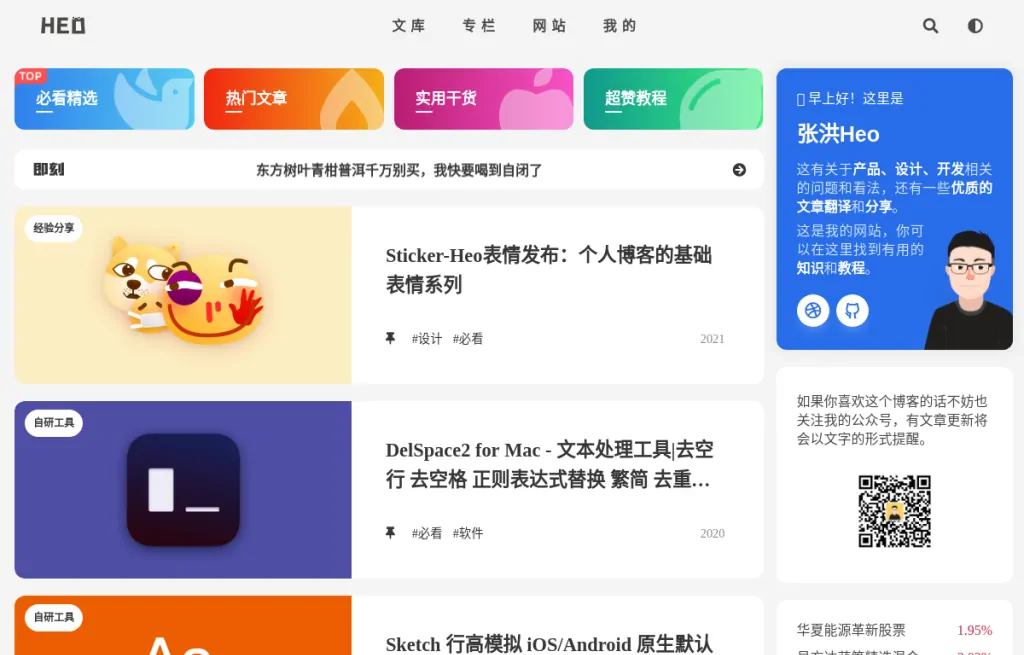 HEO
文库 专栏 网站 我的
TOP
必看精选
热门文章
实用干货
超赞教程
即刻
东方树叶青柑普洱千万别买，我快要喝到自闭了
经验分享
Sticker-Heo表情发布：个人博客的基础
表情系列
#设计 #必看
2021
自研工具
DelSpace2 for Mac - 文本处理工具|去空
行 去空格 正则表达式替换 繁简 去重…
#必看 #软件
2020
自研工具
Sketch 行高模拟 iOS/Android 原生默认
早上好！这里是
张洪Heo
这有关于产品、设计、开发相关
的问题和看法，还有一些优质的
文章翻译和分享。
这是我的网站，你可
以在这里找到有用的
知识和教程。
如果你喜欢这个博客的话不妨也
关注我的公众号，有文章更新将
会以文字的形式提醒。
华夏能源革新股票
1.95%